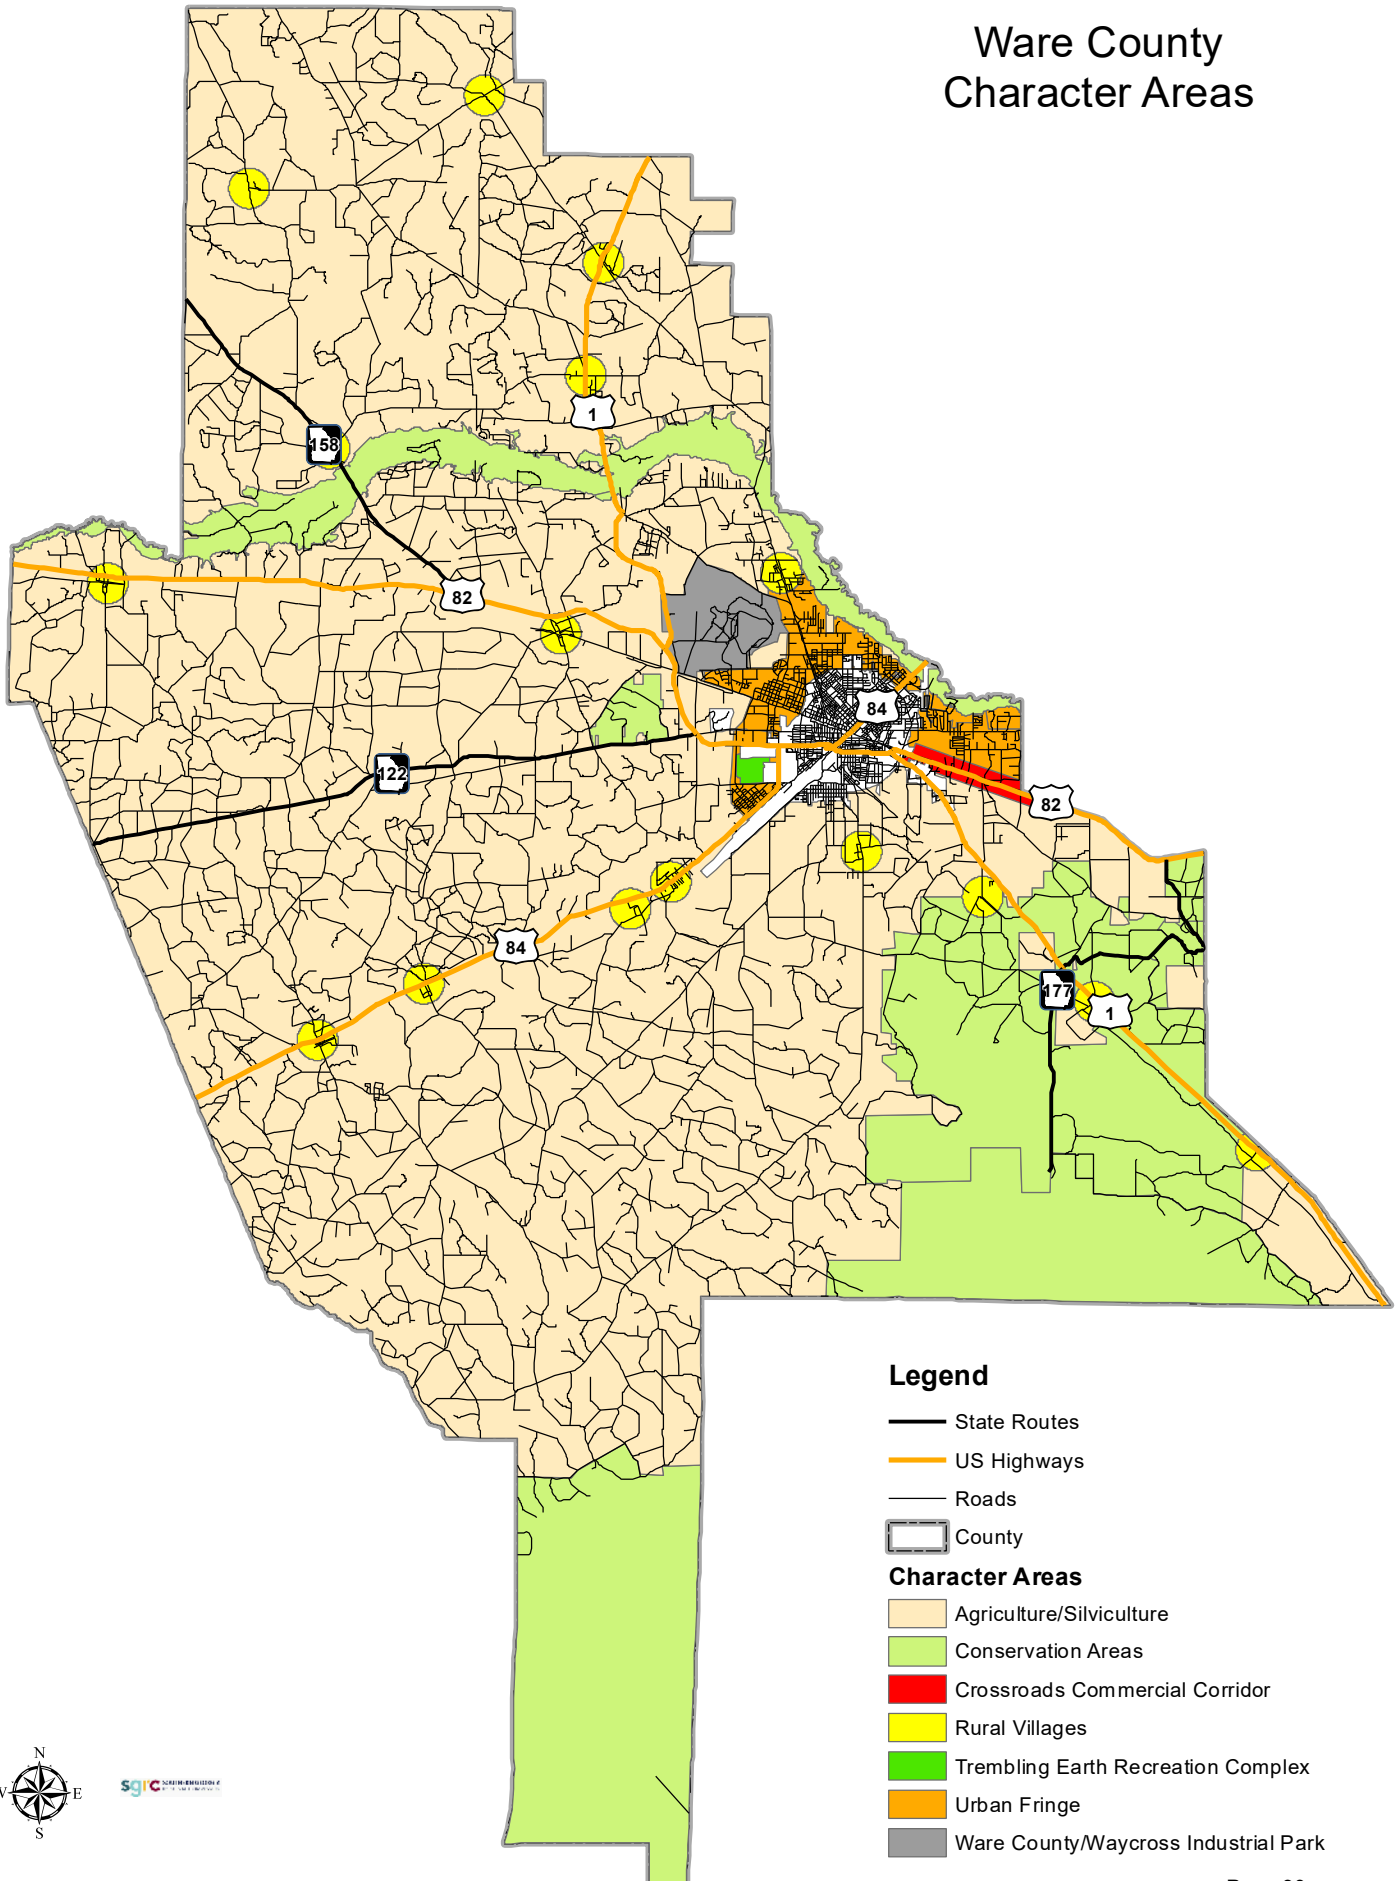 Ware County
Character Areas
1
158
82
84
122
82
84
177
1
Legend
State Routes
US Highways
Roads
County
Character Areas
Agriculture/Silviculture
Conservation Areas
Crossroads Commercial Corridor
Rural Villages
Trembling Earth Recreation Complex
Urban Fringe
Ware County/Waycross Industrial Park
N
E
S
sgrc